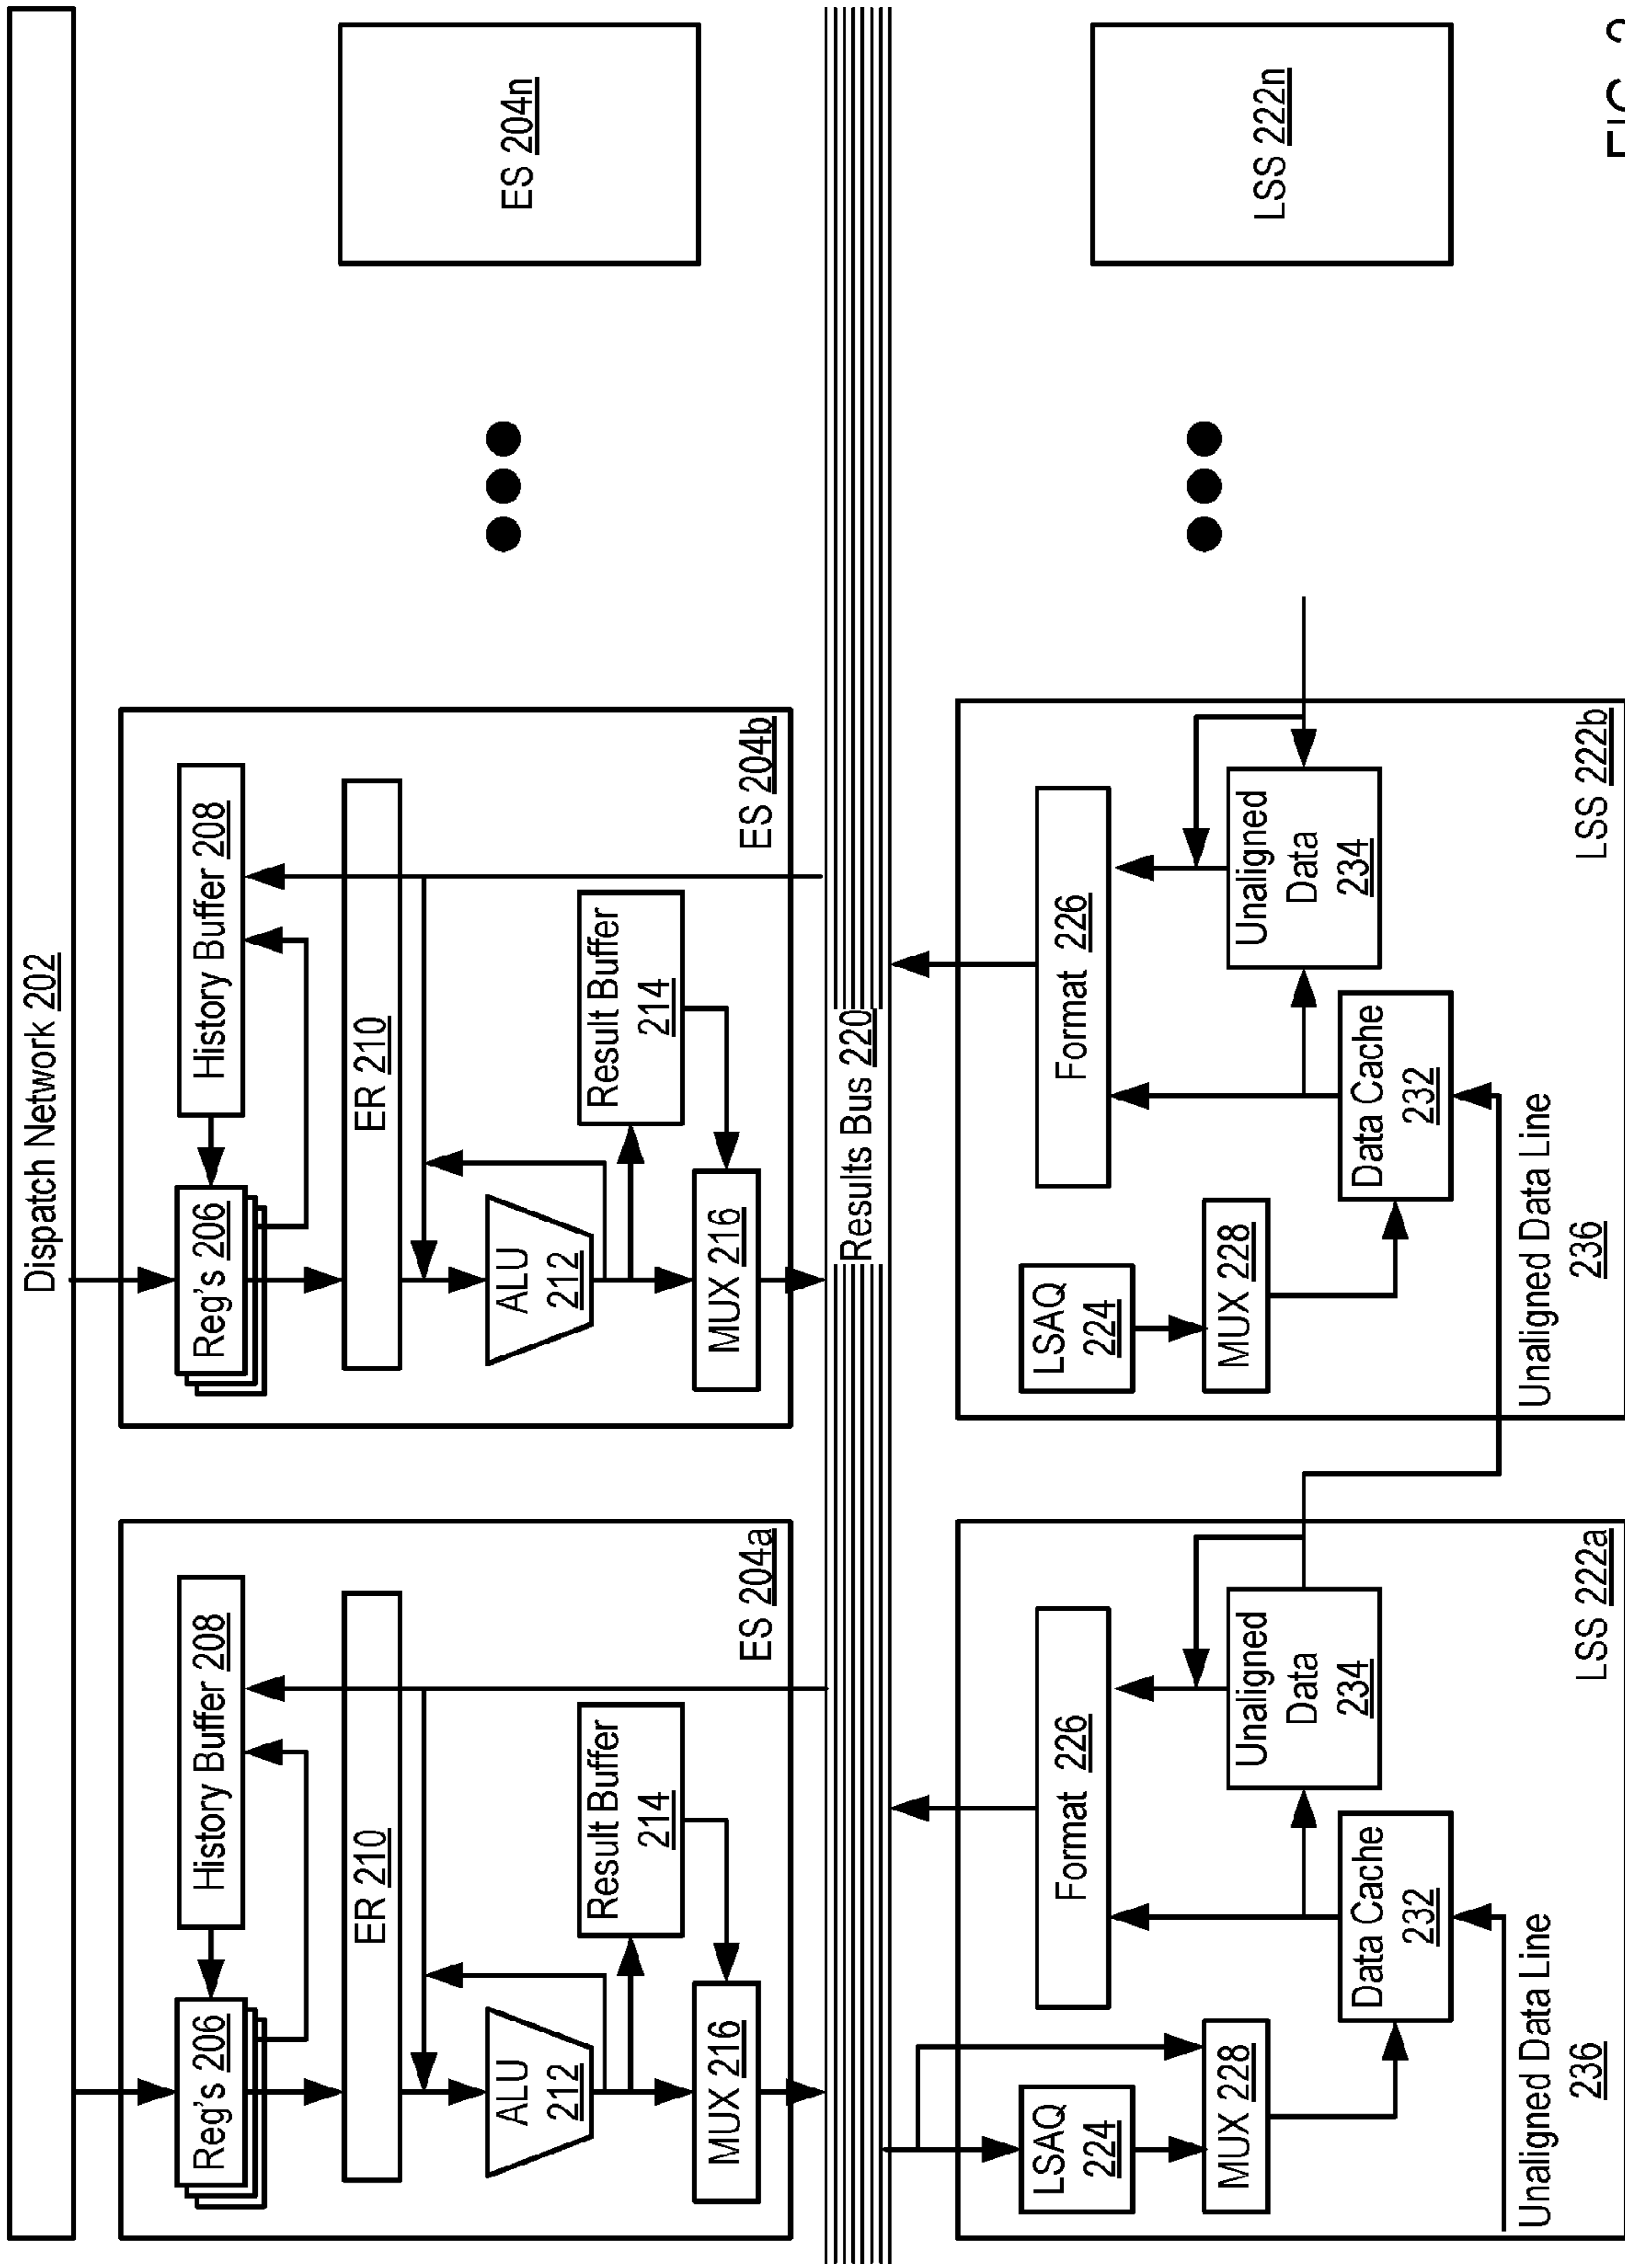 Dispatch Network 202
Reg's 206
History Buffer 208
ER 210
ALU
212
Result Buffer
214
MUX 216
ES 204a
Reg's 206
History Buffer 208
ER 210
ALU
212
Result Buffer
214
MUX 216
ES 204b
ES 204n
Results Bus 220
LSAQ
224
MUX 228
Format 226
Data Cache
232
Unaligned
Data
234
Unaligned Data Line
236
LSS 222a
LSAQ
224
MUX 228
Format 226
Data Cache
232
Unaligned
Data
234
Unaligned Data Line
236
LSS 222b
LSS 222n